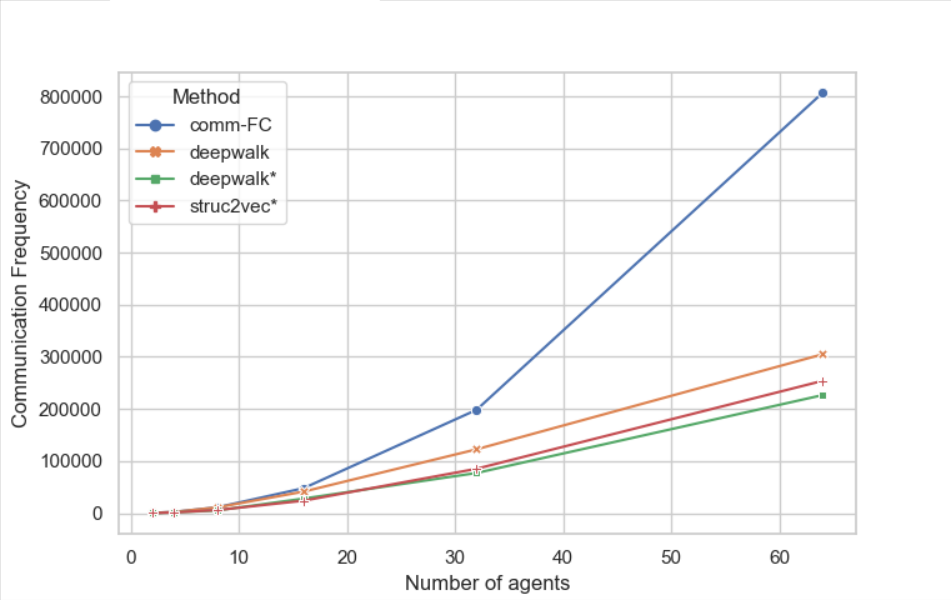 Method
comm-FC
deepwalk
deepwalk*
struc2vec*
Communication Frequency
800000
700000
600000
500000
400000
300000
200000
100000
0
0 10 20 30 40 50 60
Number of agents